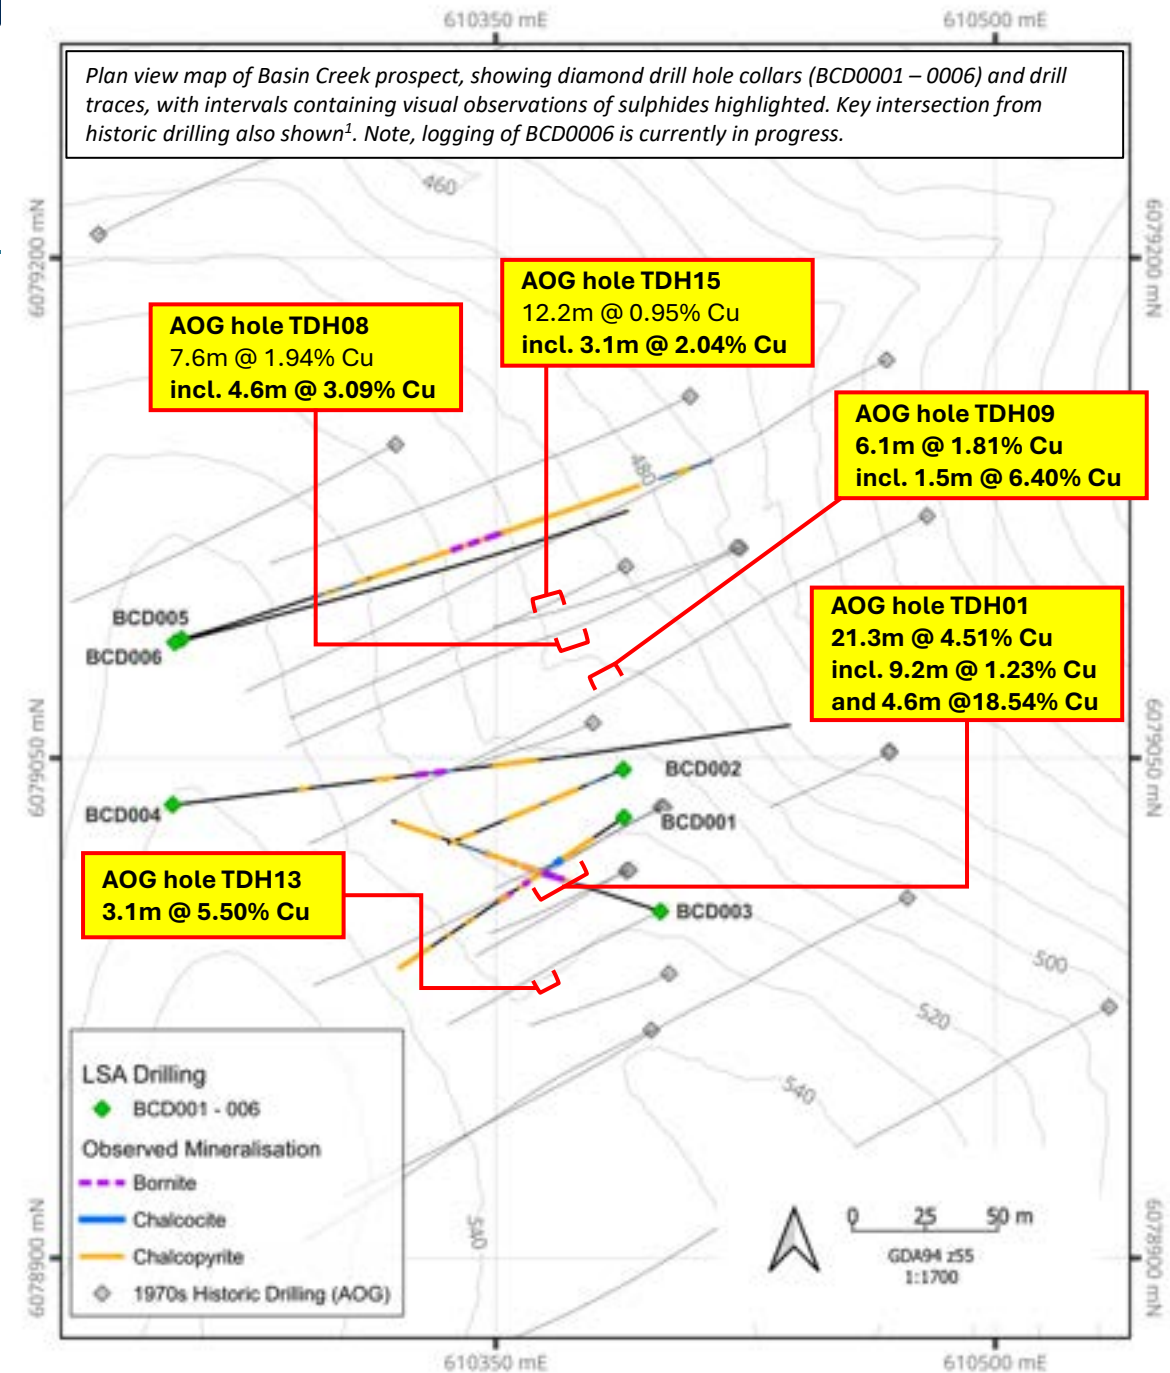 610350 mE
610500 mE
Plan view map of Basin Creek prospect, showing diamond drill hole collars (BCD0001 – 0006) and drill
traces, with intervals containing visual observations of sulphides highlighted. Key intersection from
historic drilling also shown¹. Note, logging of BCD0006 is currently in progress.
460
6079200 mN
6079200 mN
AOG hole TDH15
12.2m @ 0.95% Cu
incl. 3.1m @ 2.04% Cu
AOG hole TDH08
7.6m @ 1.94% Cu
incl. 4.6m @ 3.09% Cu
AOG hole TDH09
6.1m @ 1.81% Cu
incl. 1.5m @ 6.40% Cu
480
AOG hole TDH01
21.3m @ 4.51% Cu
incl. 9.2m @ 1.23% Cu
and 4.6m @18.54% Cu
BCD005
BCD006
6079050 mN
6079050 mN
BCD002
BCD004
BCD001
AOG hole TDH13
3.1m @ 5.50% Cu
BCD003
500
520
540
540
LSA Drilling
BCD001 - 006
Observed Mineralisation
Bornite
Chalcocite
Chalcopyrite
1970s Historic Drilling (AOG)
0 25 50 m
GDA94 z55
1:1700
6078900 mN
6078900 mN
610350 mE
610500 mE